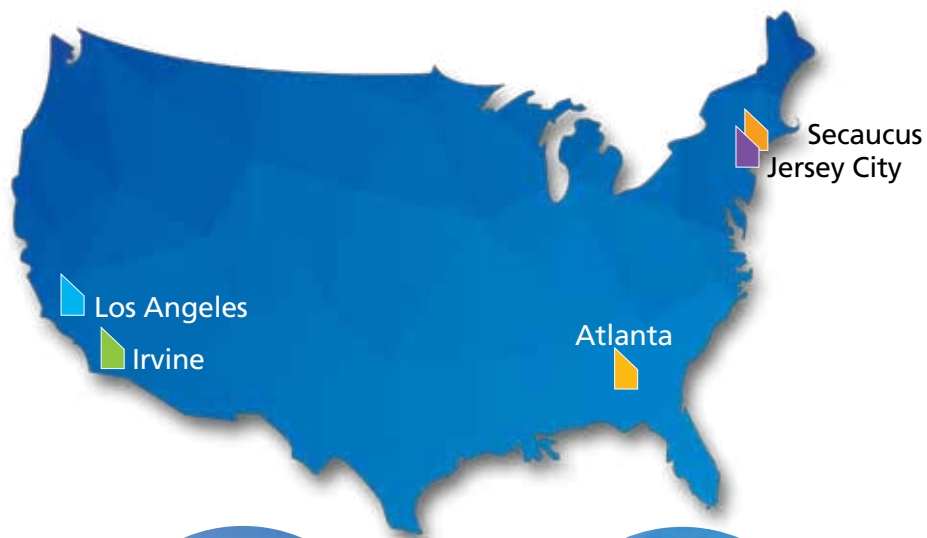 Secaucus
Jersey City
Los Angeles
Atlanta
Irvine